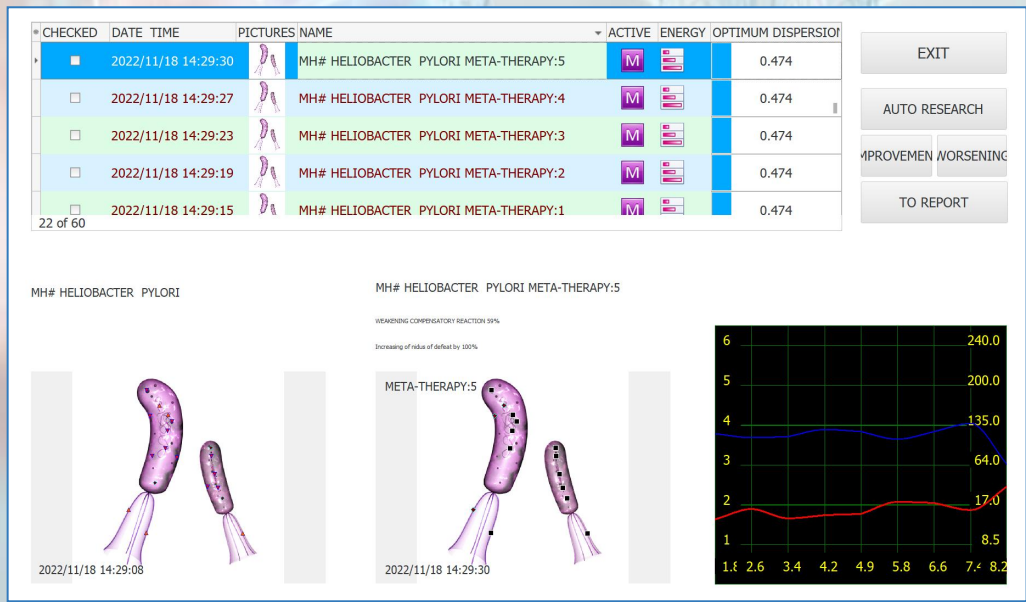 CHECKED DATE TIME PICTURES NAME ACTIVE ENERGY OPTIMUM DISPERSION
2022/11/18 14:29:30 MH# HELIOBACTER PYLORI META-THERAPY:5 M 0.474
2022/11/18 14:29:27 MH# HELIOBACTER PYLORI META-THERAPY:4 M 0.474
2022/11/18 14:29:23 MH# HELIOBACTER PYLORI META-THERAPY:3 M 0.474
2022/11/18 14:29:19 MH# HELIOBACTER PYLORI META-THERAPY:2 M 0.474
2022/11/18 14:29:15 MH# HELIOBACTER PYLORI META-THERAPY:1 M 0.474
22 of 60
EXIT
AUTO RESEARCH
MPROVEMEN WORSENING
TO REPORT
MH# HELIOBACTER PYLORI
2022/11/18 14:29:08
MH# HELIOBACTER PYLORI META-THERAPY:5
WEAKENING COMPENSATORY REACTION 59%
Increasing of nidus of defeat by 100%
META-THERAPY:5
2022/11/18 14:29:30
6 240.0
5 200.0
4 135.0
3 64.0
2 17.0
1 8.5
1.8 2.6 3.4 4.2 4.9 5.8 6.6 7.4 8.2